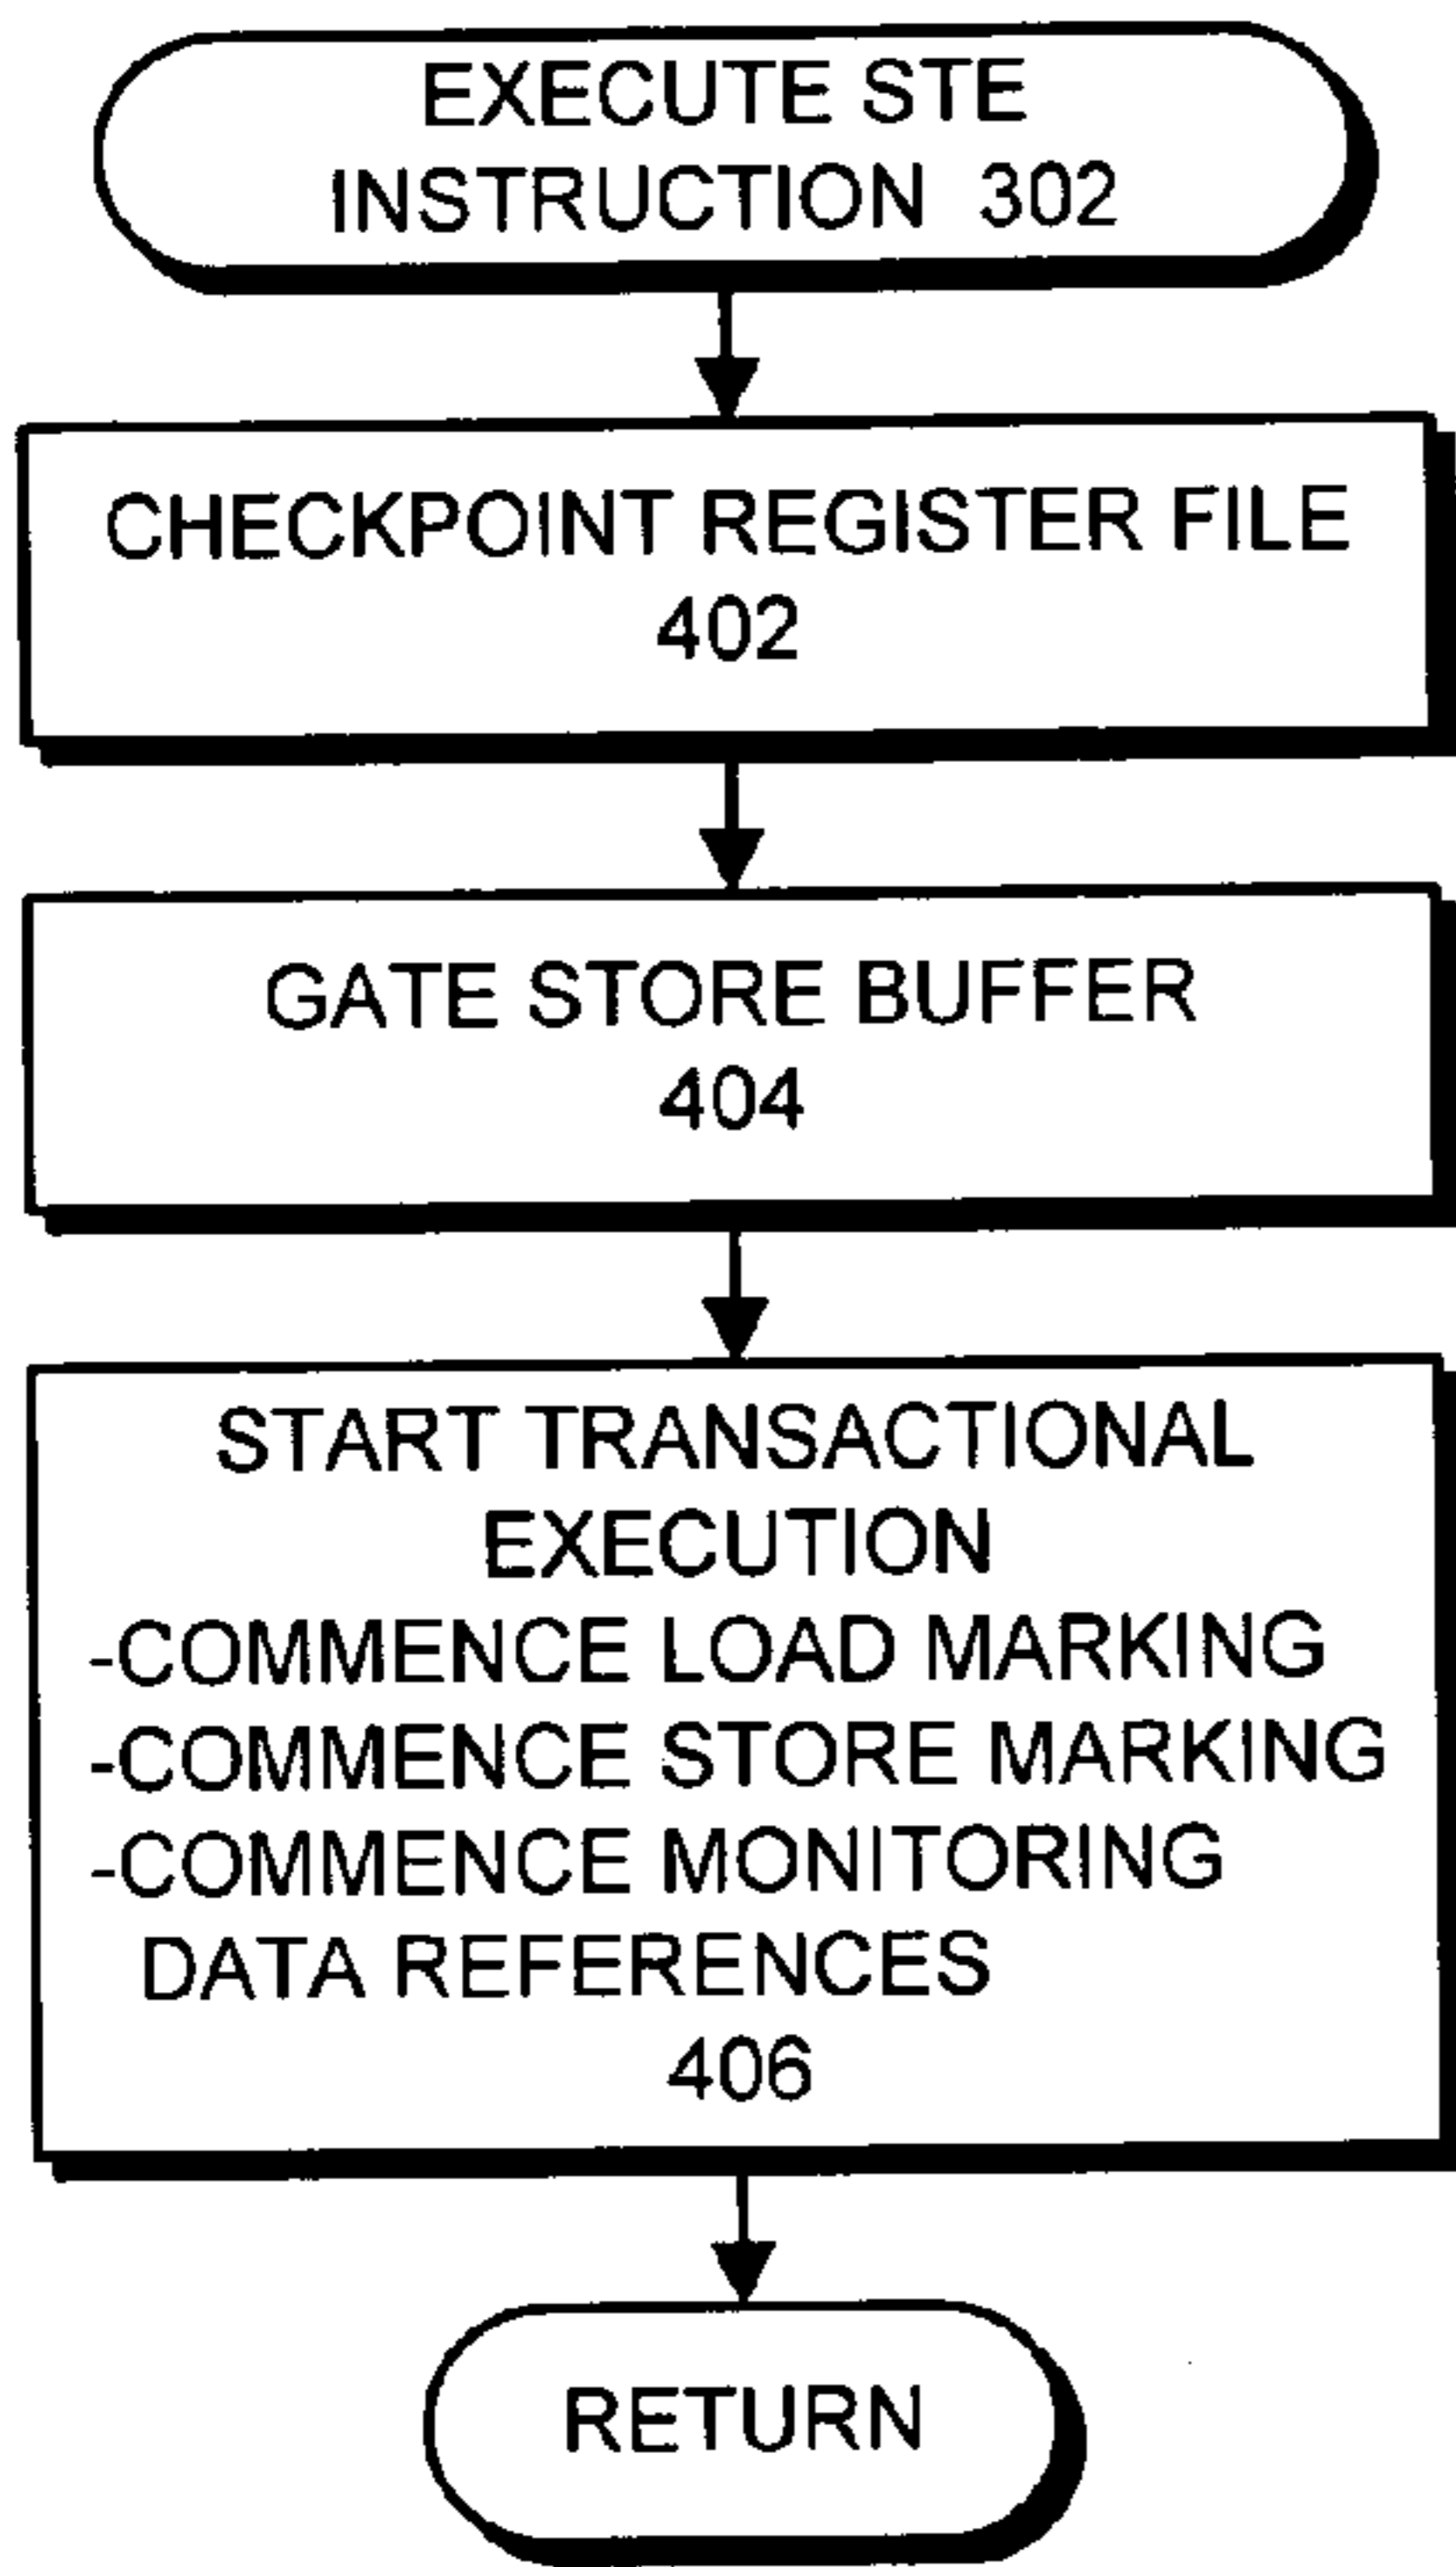 EXECUTE STE
INSTRUCTION 302
CHECKPOINT REGISTER FILE
402
GATE STORE BUFFER
404
START TRANSACTIONAL
EXECUTION
-COMMENCE LOAD MARKING
-COMMENCE STORE MARKING
-COMMENCE MONITORING
DATA REFERENCES
406
RETURN